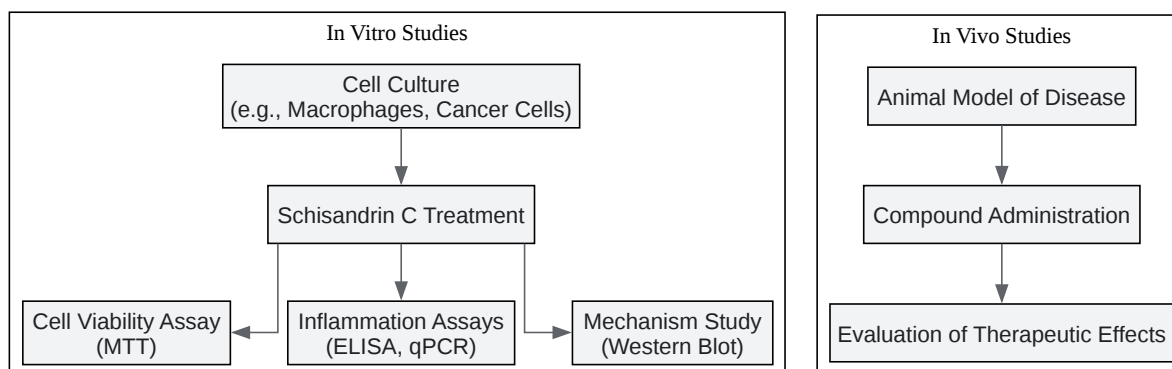 In Vitro Studies
Cell Culture
(e.g., Macrophages, Cancer Cells)
Schisandrin C Treatment
Cell Viability Assay
(MTT)
Inflammation Assays
(ELISA, qPCR)
Mechanism Study
(Western Blot)
In Vivo Studies
Animal Model of Disease
Compound Administration
Evaluation of Therapeutic Effects